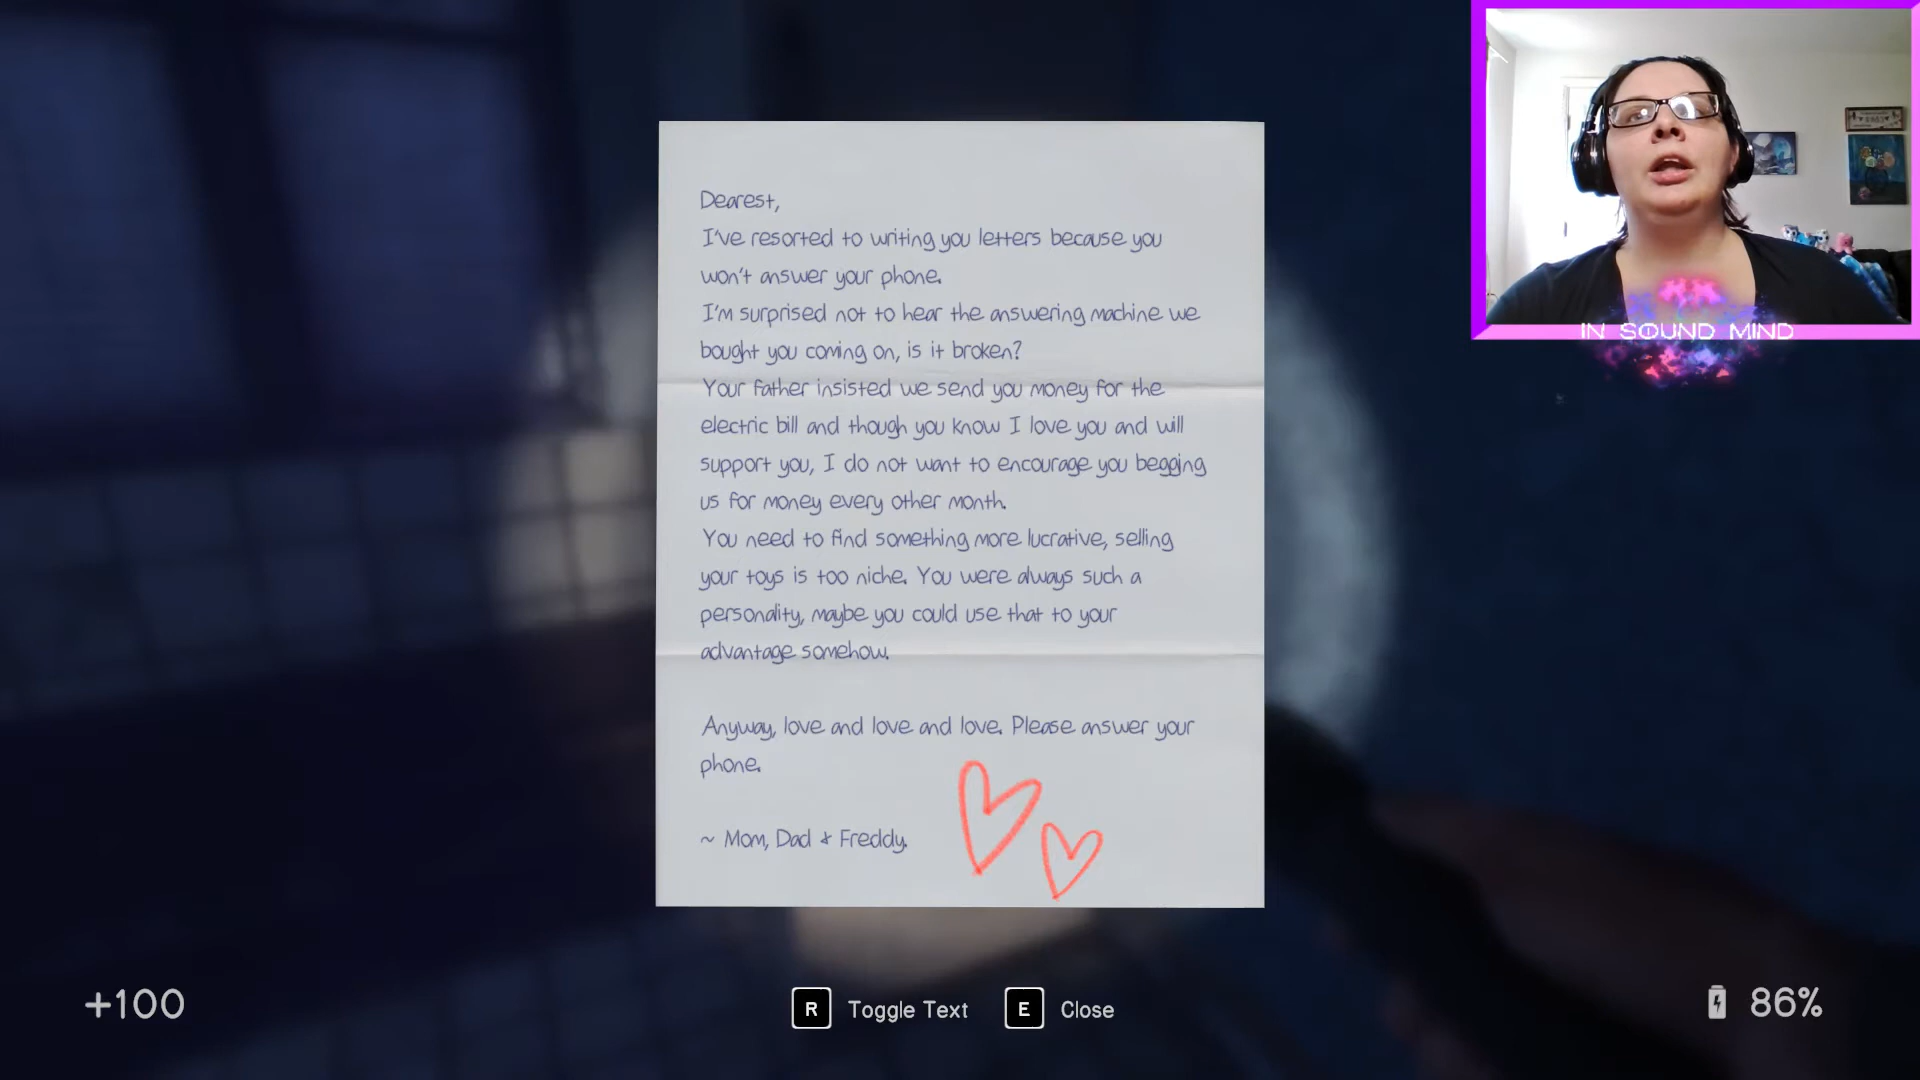 Dearest,
I've resorted to writing you letters because you
won't answer your phone.
I'm surprised not to hear the answering machine we
bought you coming on, is it broken?
Your father insisted we send you money for the
electric bill and though you know I love you and will
support you, I do not want to encourage you begging
us for money every other month.
You need to find something more lucrative, selling
your toys is too niche. You were always such a
personality, maybe you could use that to your
advantage somehow.
Anyway, love and love and love. Please answer your
phone.
~ Mom, Dad & Freddy.
IN SOUND MIND
+100
R Toggle Text E Close
86%